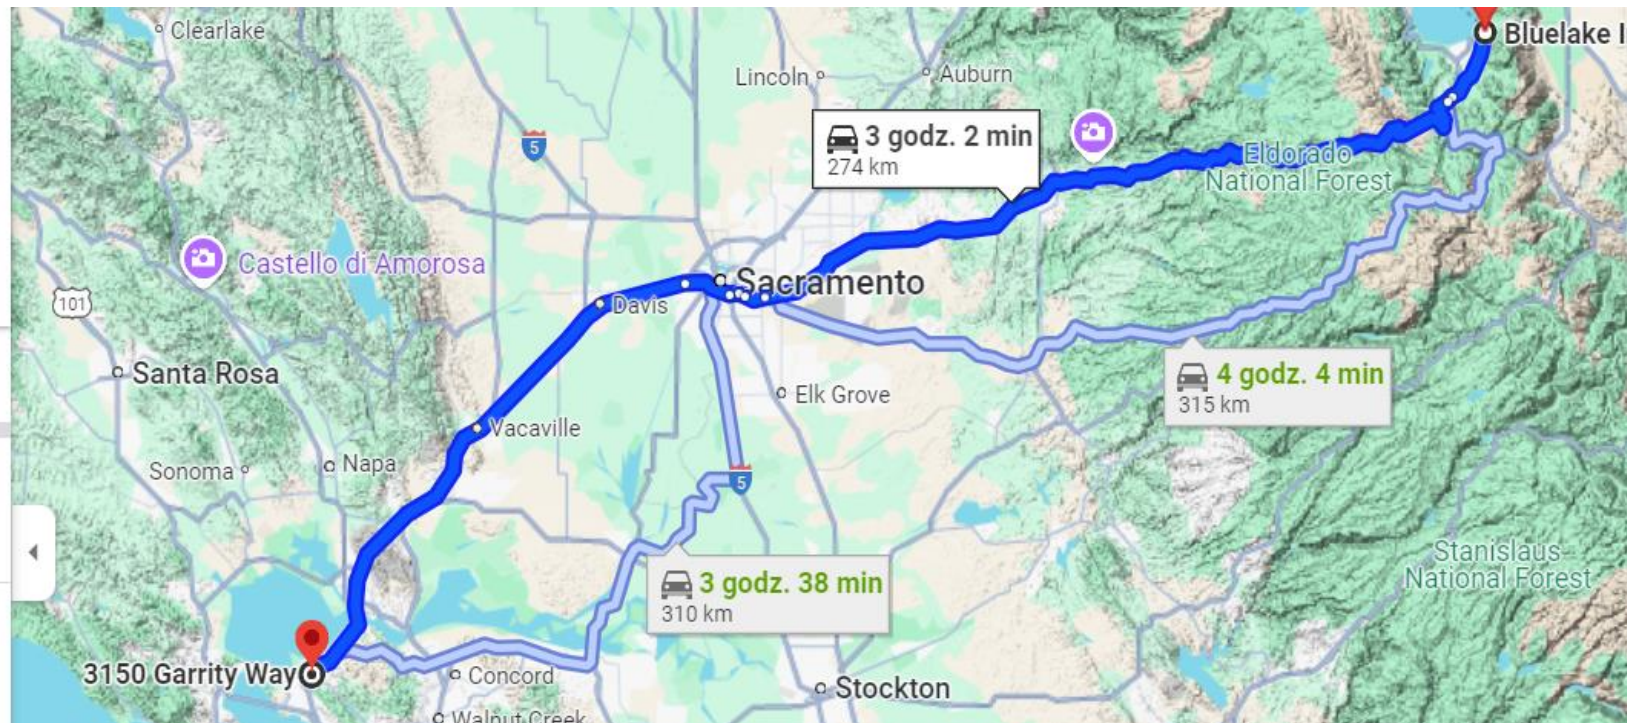 Clearlake
Bluelake I
Lincoln
Auburn
5
3 godz. 2 min
274 km
Eldorado
National Forest
Castello di Amorosa
Sacramento
101
Davis
Santa Rosa
4 godz. 4 min
315 km
Elk Grove
Vacaville
Sonoma
Napa
5
Stanislaus
National Forest
3 godz. 38 min
310 km
3150 Garrity Way
Concord
Stockton
Walnut Creek